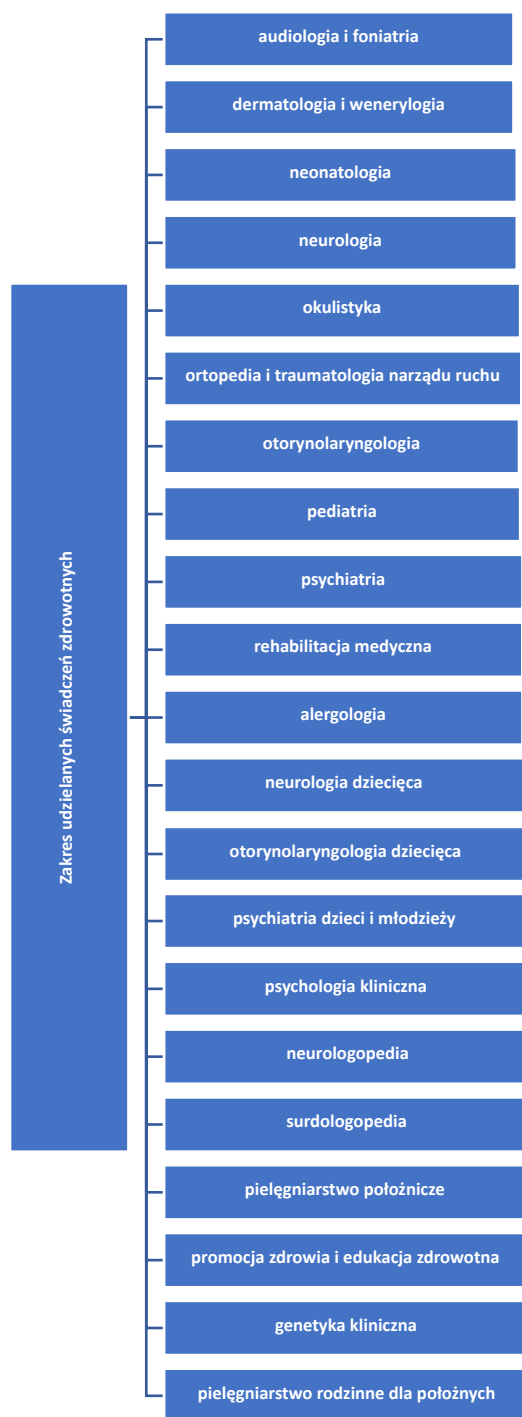 Zakres udzielanych świadczeń zdrowotnych
audiologia i foniatria
dermatologia i wenerylogia
neonatologia
neurologia
okulistyka
ortopedia i traumatologia narządu ruchu
otorynolaryngologia
pediatria
psychiatria
rehabilitacja medyczna
alergologia
neurologia dziecięca
otorynolaryngologia dziecięca
psychiatria dzieci i młodzieży
psychologia kliniczna
neurologopedia
surdologopedia
pielęgniarstwo położnicze
promocja zdrowia i edukacja zdrowotna
genetyka kliniczna
pielęgniarstwo rodzinne dla położnych